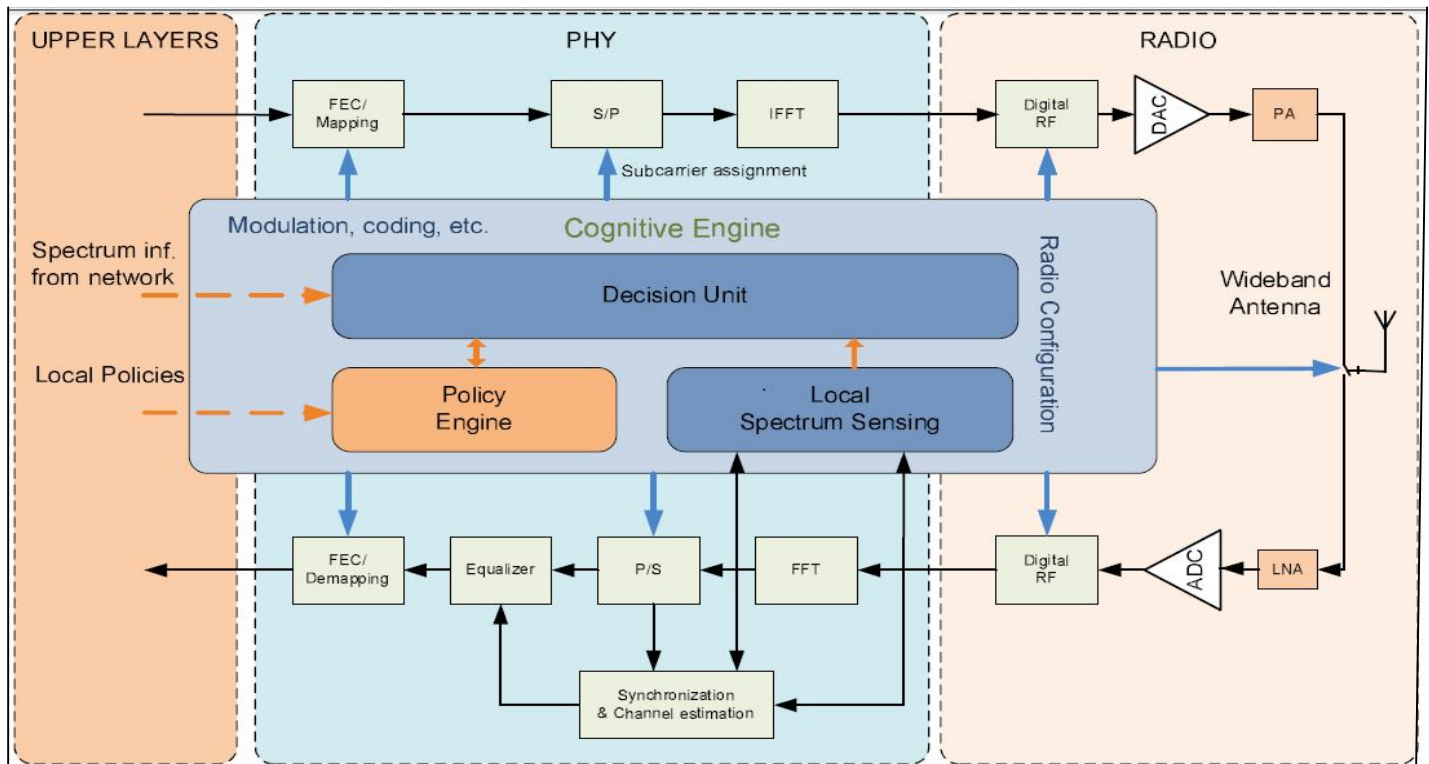 UPPER LAYERS
PHY
RADIO
FEC/
Mapping
S/P
IFFT
Digital
RF
DAC
PA
Subcarrier assignment
Modulation, coding, etc.
Cognitive Engine
Spectrum inf.
from network
Decision Unit
Radio Configuration
Wideband
Antenna
Local Policies
Policy
Engine
Local
Spectrum Sensing
FEC/
Demapping
Equalizer
P/S
FFT
Digital
RF
ADC
LNA
Synchronization
& Channel estimation